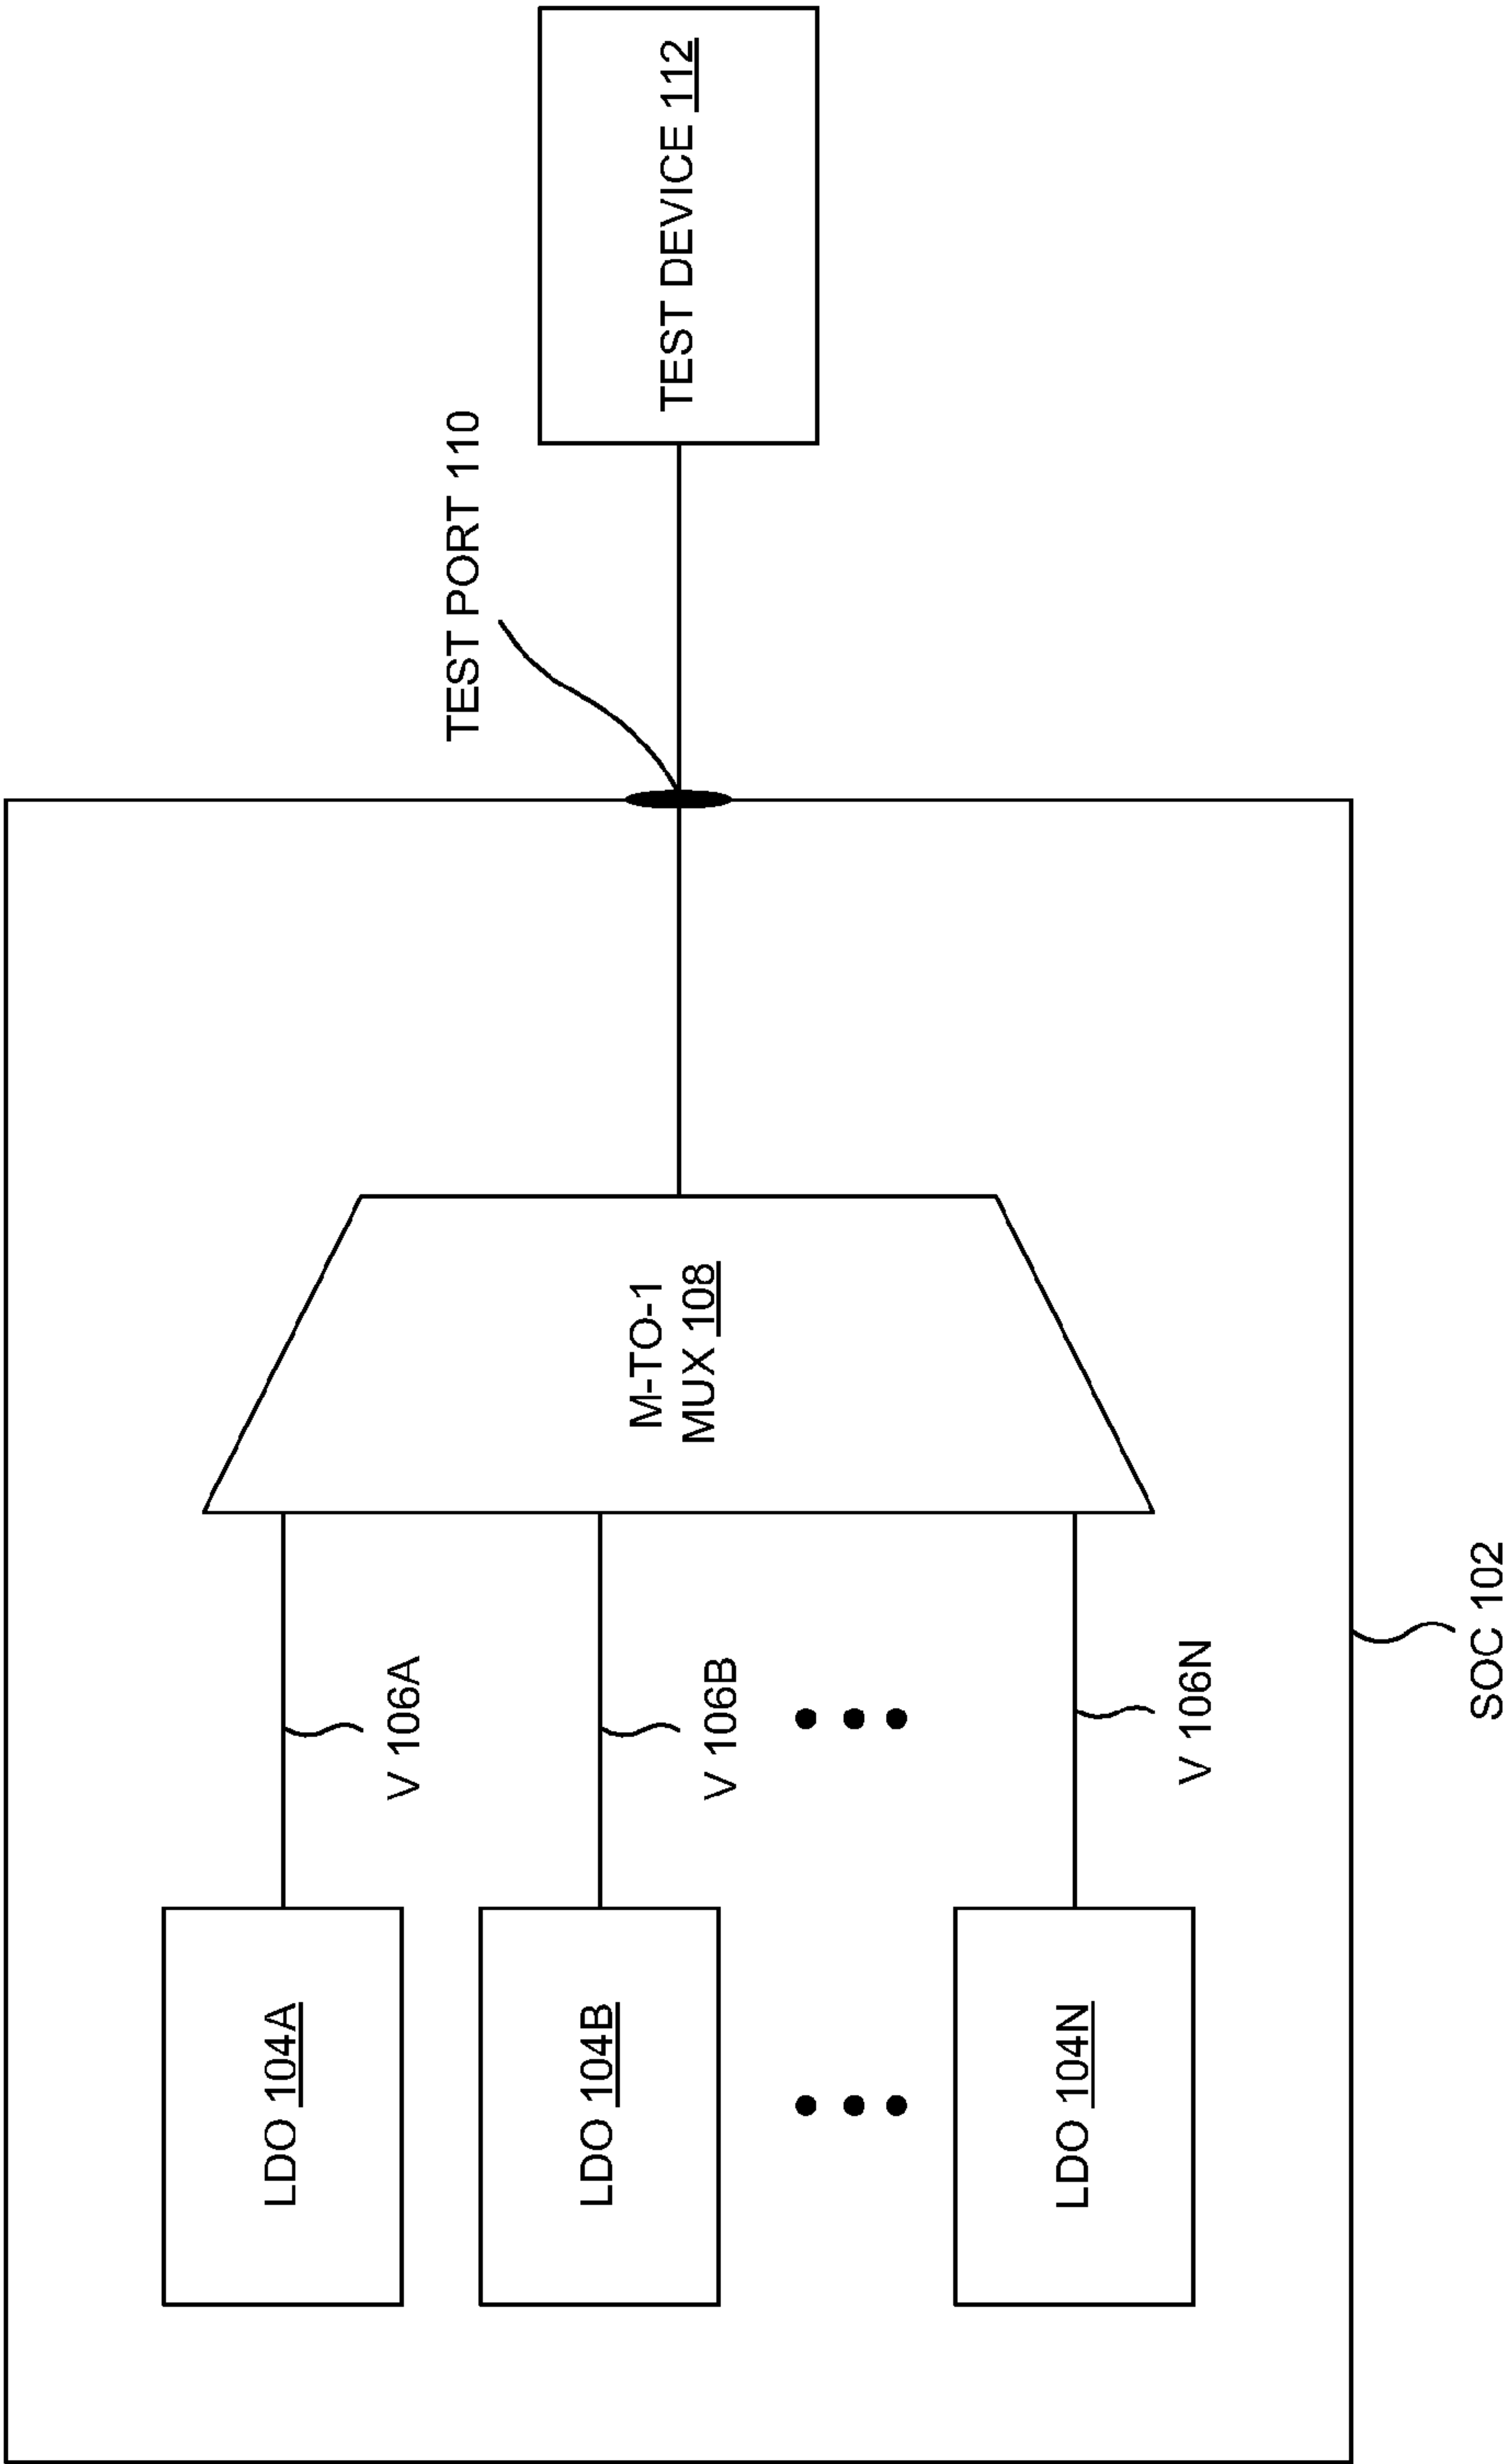 LDO 104A
V 106A
LDO 104B
V 106B
LDO 104N
V 106N
M-TO-1
MUX 108
TEST PORT 110
TEST DEVICE 112
SOC 102